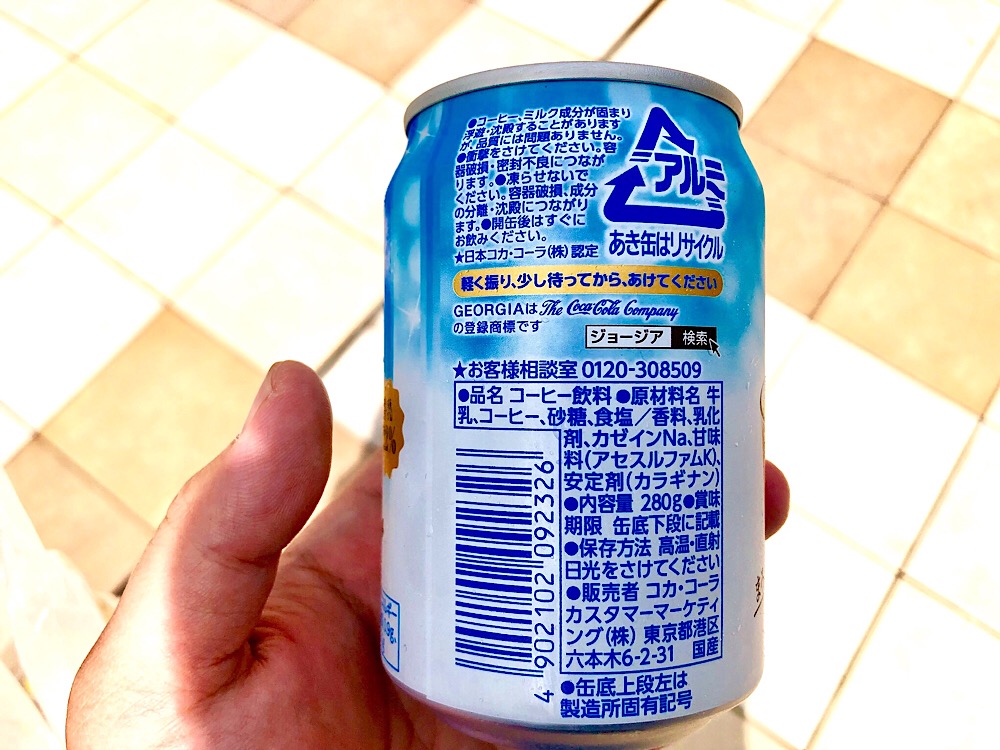 ●コーヒー、ミルク成分が固まり
浮遊・沈殿することがあります
が、品質には問題ありません。
●衝撃をさけてください。容
器破損・密封不良につなが
ります。●凍らせないで
ください。容器破損、成分
の分離・沈殿につながり
ます。●開缶後はすぐに
お飲みください。
★日本コカ・コーラ(株)認定
アルミ
あき缶はリサイクル
軽く振り、少し待ってから、あけてください
GEORGIAは The Coca-Cola Company
の登録商標です
ジョージア 検索
★お客様相談室 0120-308509
●品名 コーヒー飲料 ●原材料名 牛
乳、コーヒー、砂糖、食塩／香料、乳化
剤、カゼインNa、甘味
料(アセスルファムK)、
安定剤(カラギナン)
●内容量 280g●賞味
期限 缶底下段に記載
●保存方法 高温・直射
日光をさけてください
●販売者 コカ・コーラ
カスタマーマーケティ
ング(株) 東京都港区
六本木6-2-31 国産
4 902102 092326
●缶底上段左は
製造所固有記号